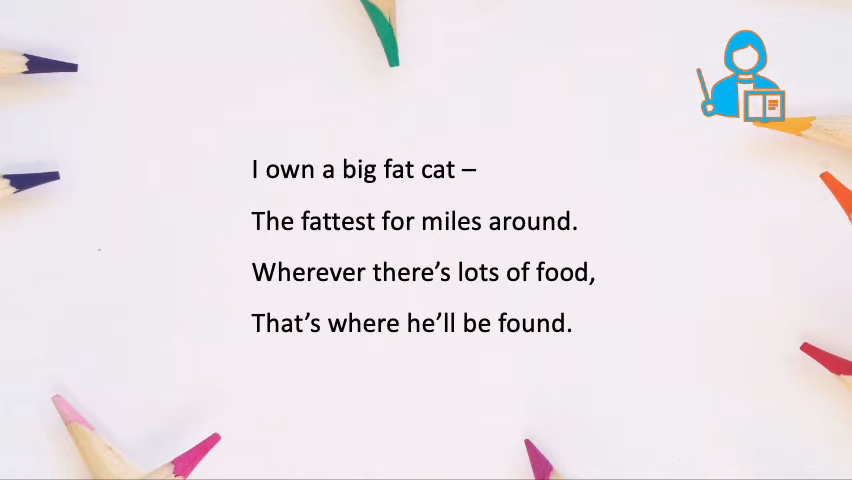 I own a big fat cat –
The fattest for miles around.
Wherever there’s lots of food,
That’s where he’ll be found.